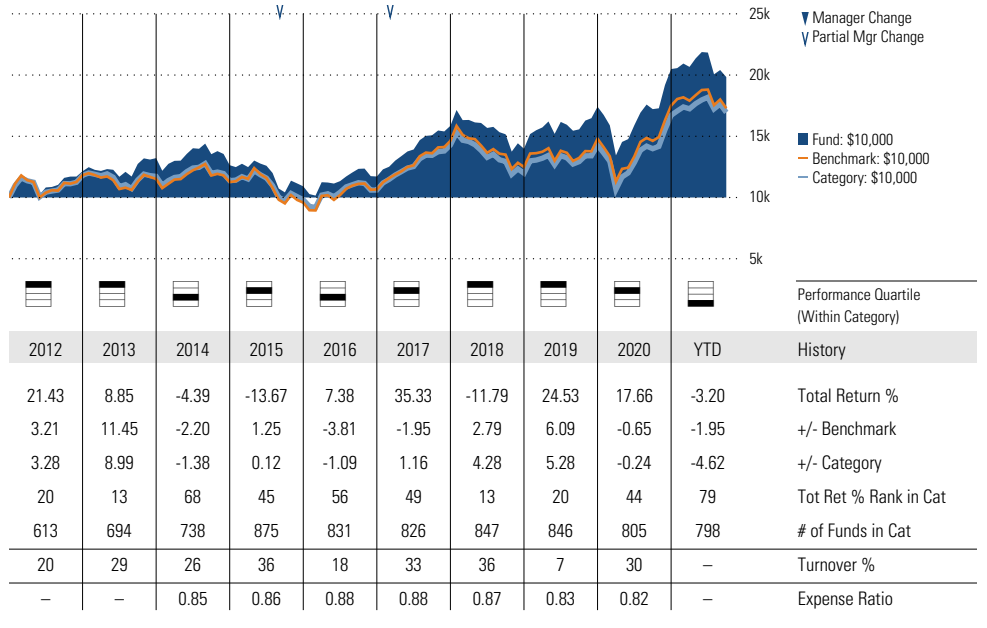 25k
Manager Change
Partial Mgr Change
20k
15k
Fund: $10,000
Benchmark: $10,000
Category: $10,000
10k
5k
Performance Quartile
(Within Category)
2012 2013 2014 2015 2016 2017 2018 2019 2020 YTD History
21.43 8.85 -4.39 -13.67 7.38 35.33 -11.79 24.53 17.66 -3.20 Total Return %
3.21 11.45 -2.20 1.25 -3.81 -1.95 2.79 6.09 -0.65 -1.95 +/- Benchmark
3.28 8.99 -1.38 0.12 -1.09 1.16 4.28 5.28 -0.24 -4.62 +/- Category
20 13 68 45 56 49 13 20 44 79 Tot Ret % Rank in Cat
613 694 738 875 831 826 847 846 805 798 # of Funds in Cat
20 29 26 36 18 33 36 7 30 – Turnover %
– – 0.85 0.86 0.88 0.88 0.87 0.83 0.82 – Expense Ratio